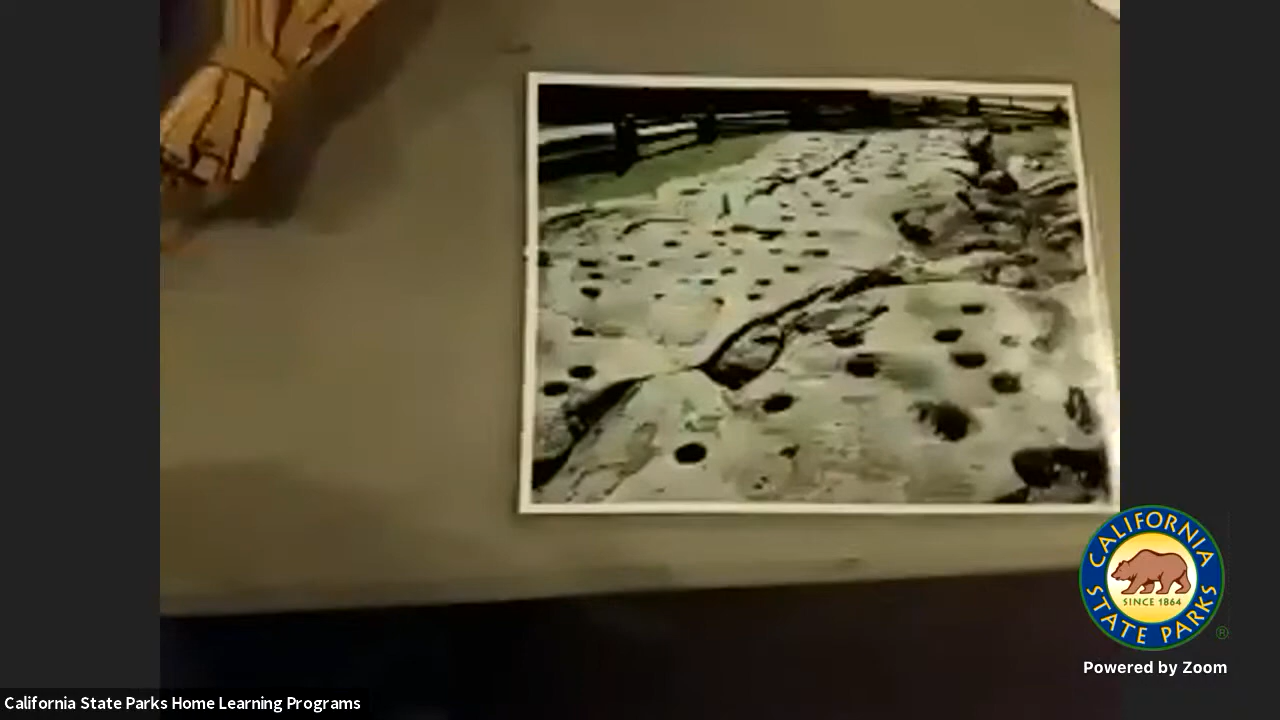 CALIFORNIA
SINCE 1864
STATE PARKS
®
Powered by Zoom
California State Parks Home Learning Programs